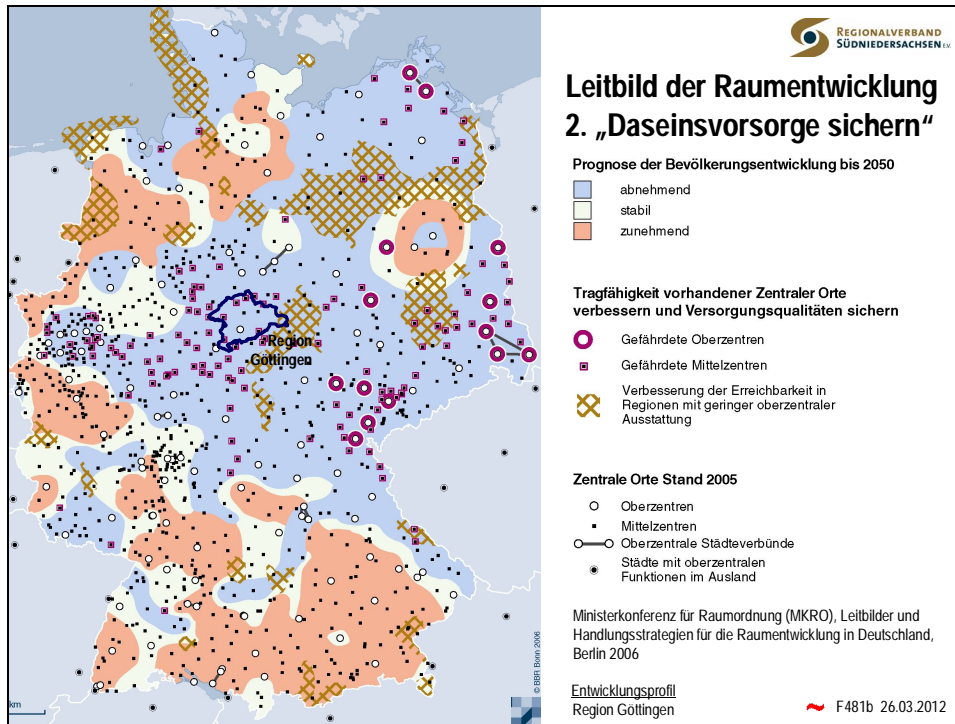 REGIONALVERBAND
SÜDNIEDERSACHSEN E.V.
Leitbild der Raumentwicklung
2. „Daseinsvorsorge sichern“
Prognose der Bevölkerungsentwicklung bis 2050
abnehmend
stabil
zunehmend
Tragfähigkeit vorhandener Zentraler Orte
verbessern und Versorgungsqualitäten sichern
Gefährdete Oberzentren
Gefährdete Mittelzentren
Verbesserung der Erreichbarkeit in
Regionen mit geringer oberzentraler
Ausstattung
Zentrale Orte Stand 2005
Oberzentren
Mittelzentren
Oberzentrale Städteverbünde
Städte mit oberzentralen
Funktionen im Ausland
Ministerkonferenz für Raumordnung (MKRO), Leitbilder und
Handlungsstrategien für die Raumentwicklung in Deutschland,
Berlin 2006
Entwicklungsprofil
Region Göttingen
F481b 26.03.2012
Region
Göttingen
km
© BBR Bonn 2006